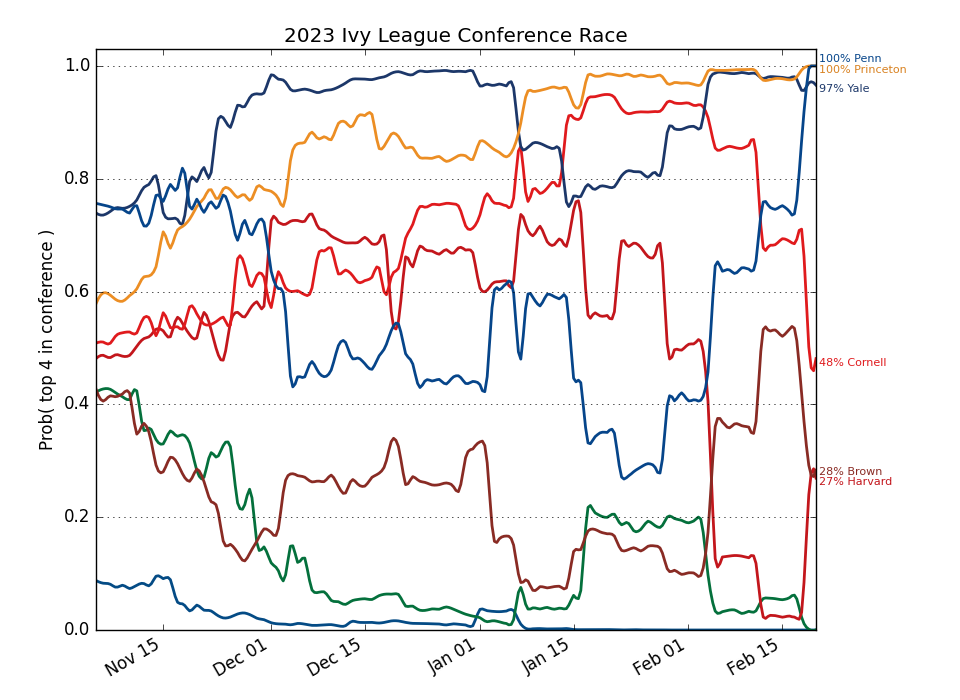 2023 Ivy League Conference Race
Prob( top 4 in conference )
1.0
0.8
0.6
0.4
0.2
0.0
Nov 15
Dec 01
Dec 15
Jan 01
Jan 15
Feb 01
Feb 15
100% Penn
100% Princeton
97% Yale
48% Cornell
28% Brown
27% Harvard